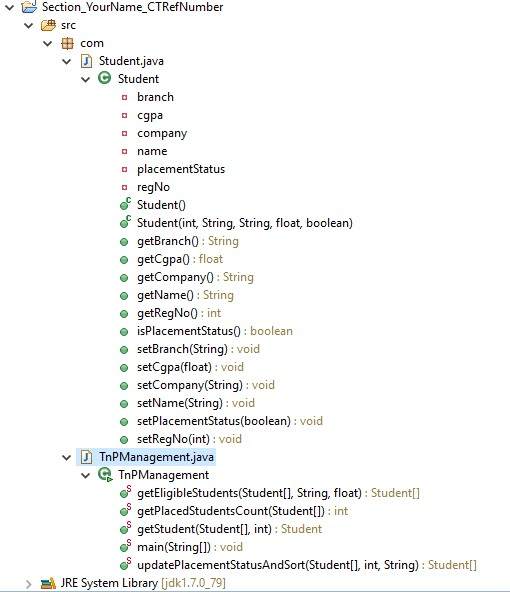 Section_YourName_CTRefNumber
src
com
Student.java
Student
branch
cgpa
company
name
placementStatus
regNo
Student()
Student(int, String, String, float, boolean)
getBranch() : String
getCgpa() : float
getCompany() : String
getName() : String
getRegNo() : int
isPlacementStatus() : boolean
setBranch(String) : void
setCgpa(float) : void
setCompany(String) : void
setName(String) : void
setPlacementStatus(boolean) : void
setRegNo(int) : void
TnPManagement.java
TnPManagement
getEligibleStudents(Student[], String, float) : Student[]
getPlacedStudentsCount(Student[]) : int
getStudent(Student[], int) : Student
main(String[]) : void
updatePlacementStatusAndSort(Student[], int, String) : Student[]
JRE System Library [jdk1.7.0_79]